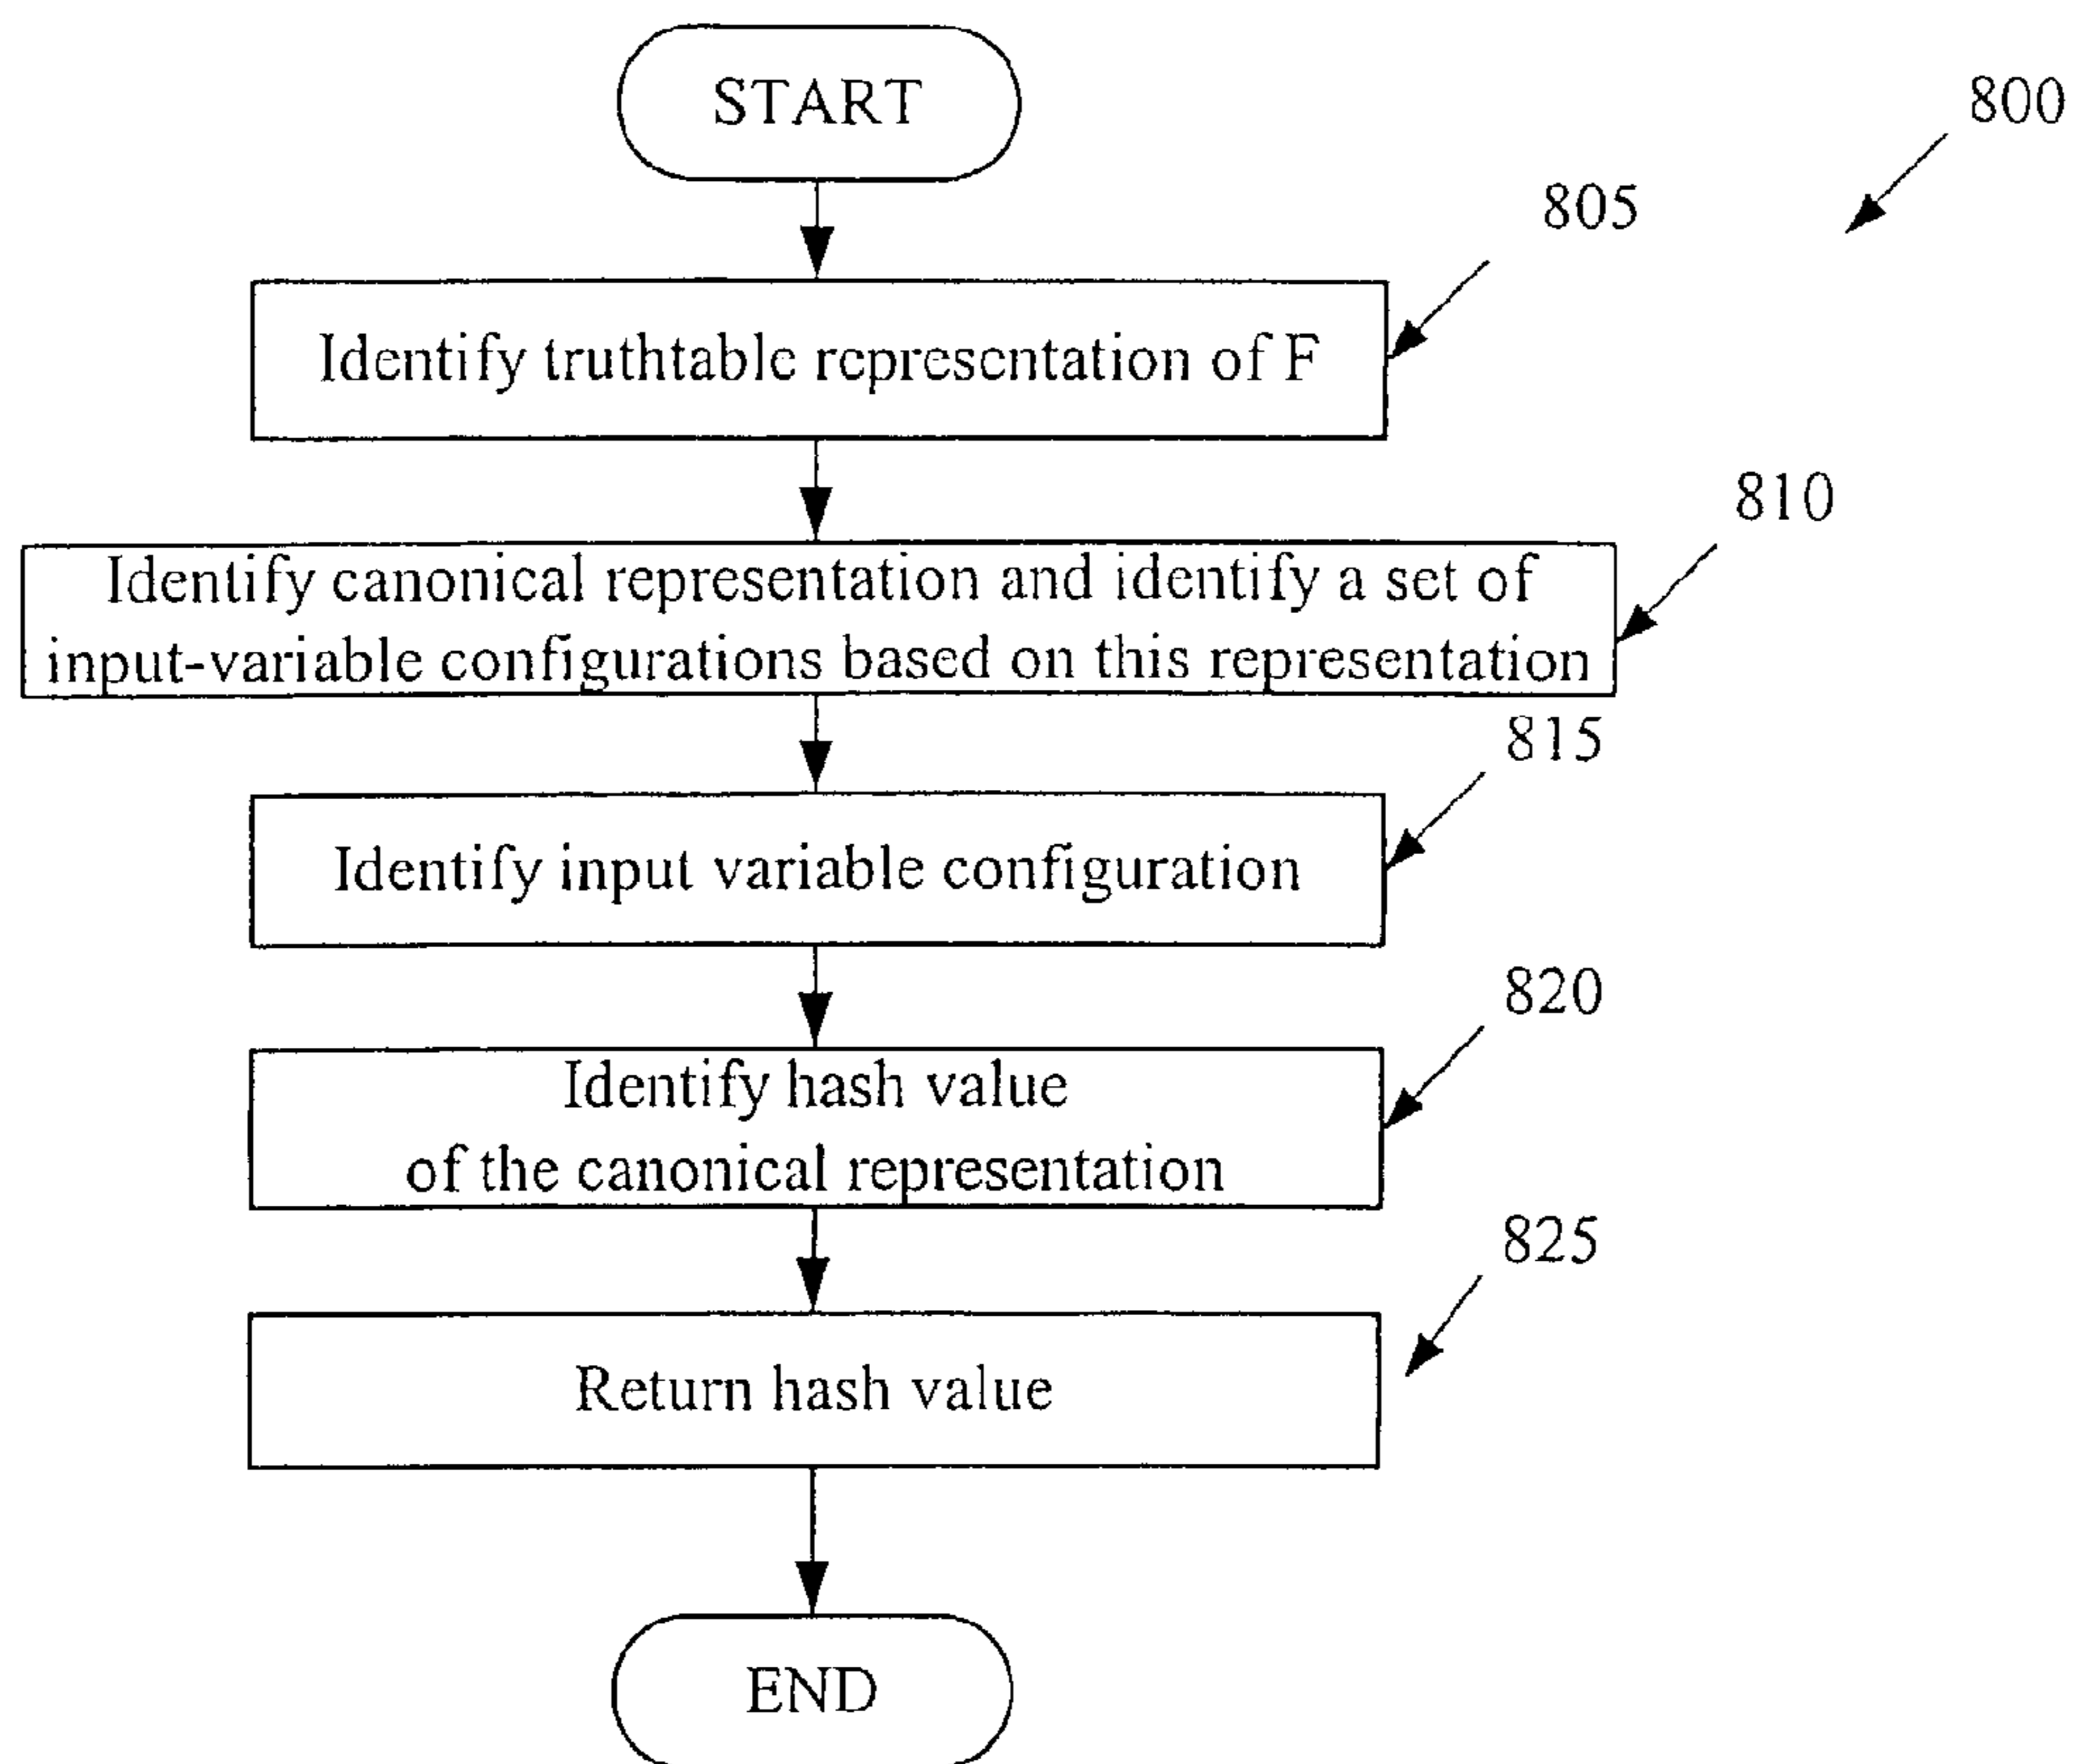 START
800
805
Identify truthtable representation of F
810
Identify canonical representation and identify a set of
input-variable configurations based on this representation
815
Identify input variable configuration
820
Identify hash value
of the canonical representation
825
Return hash value
END